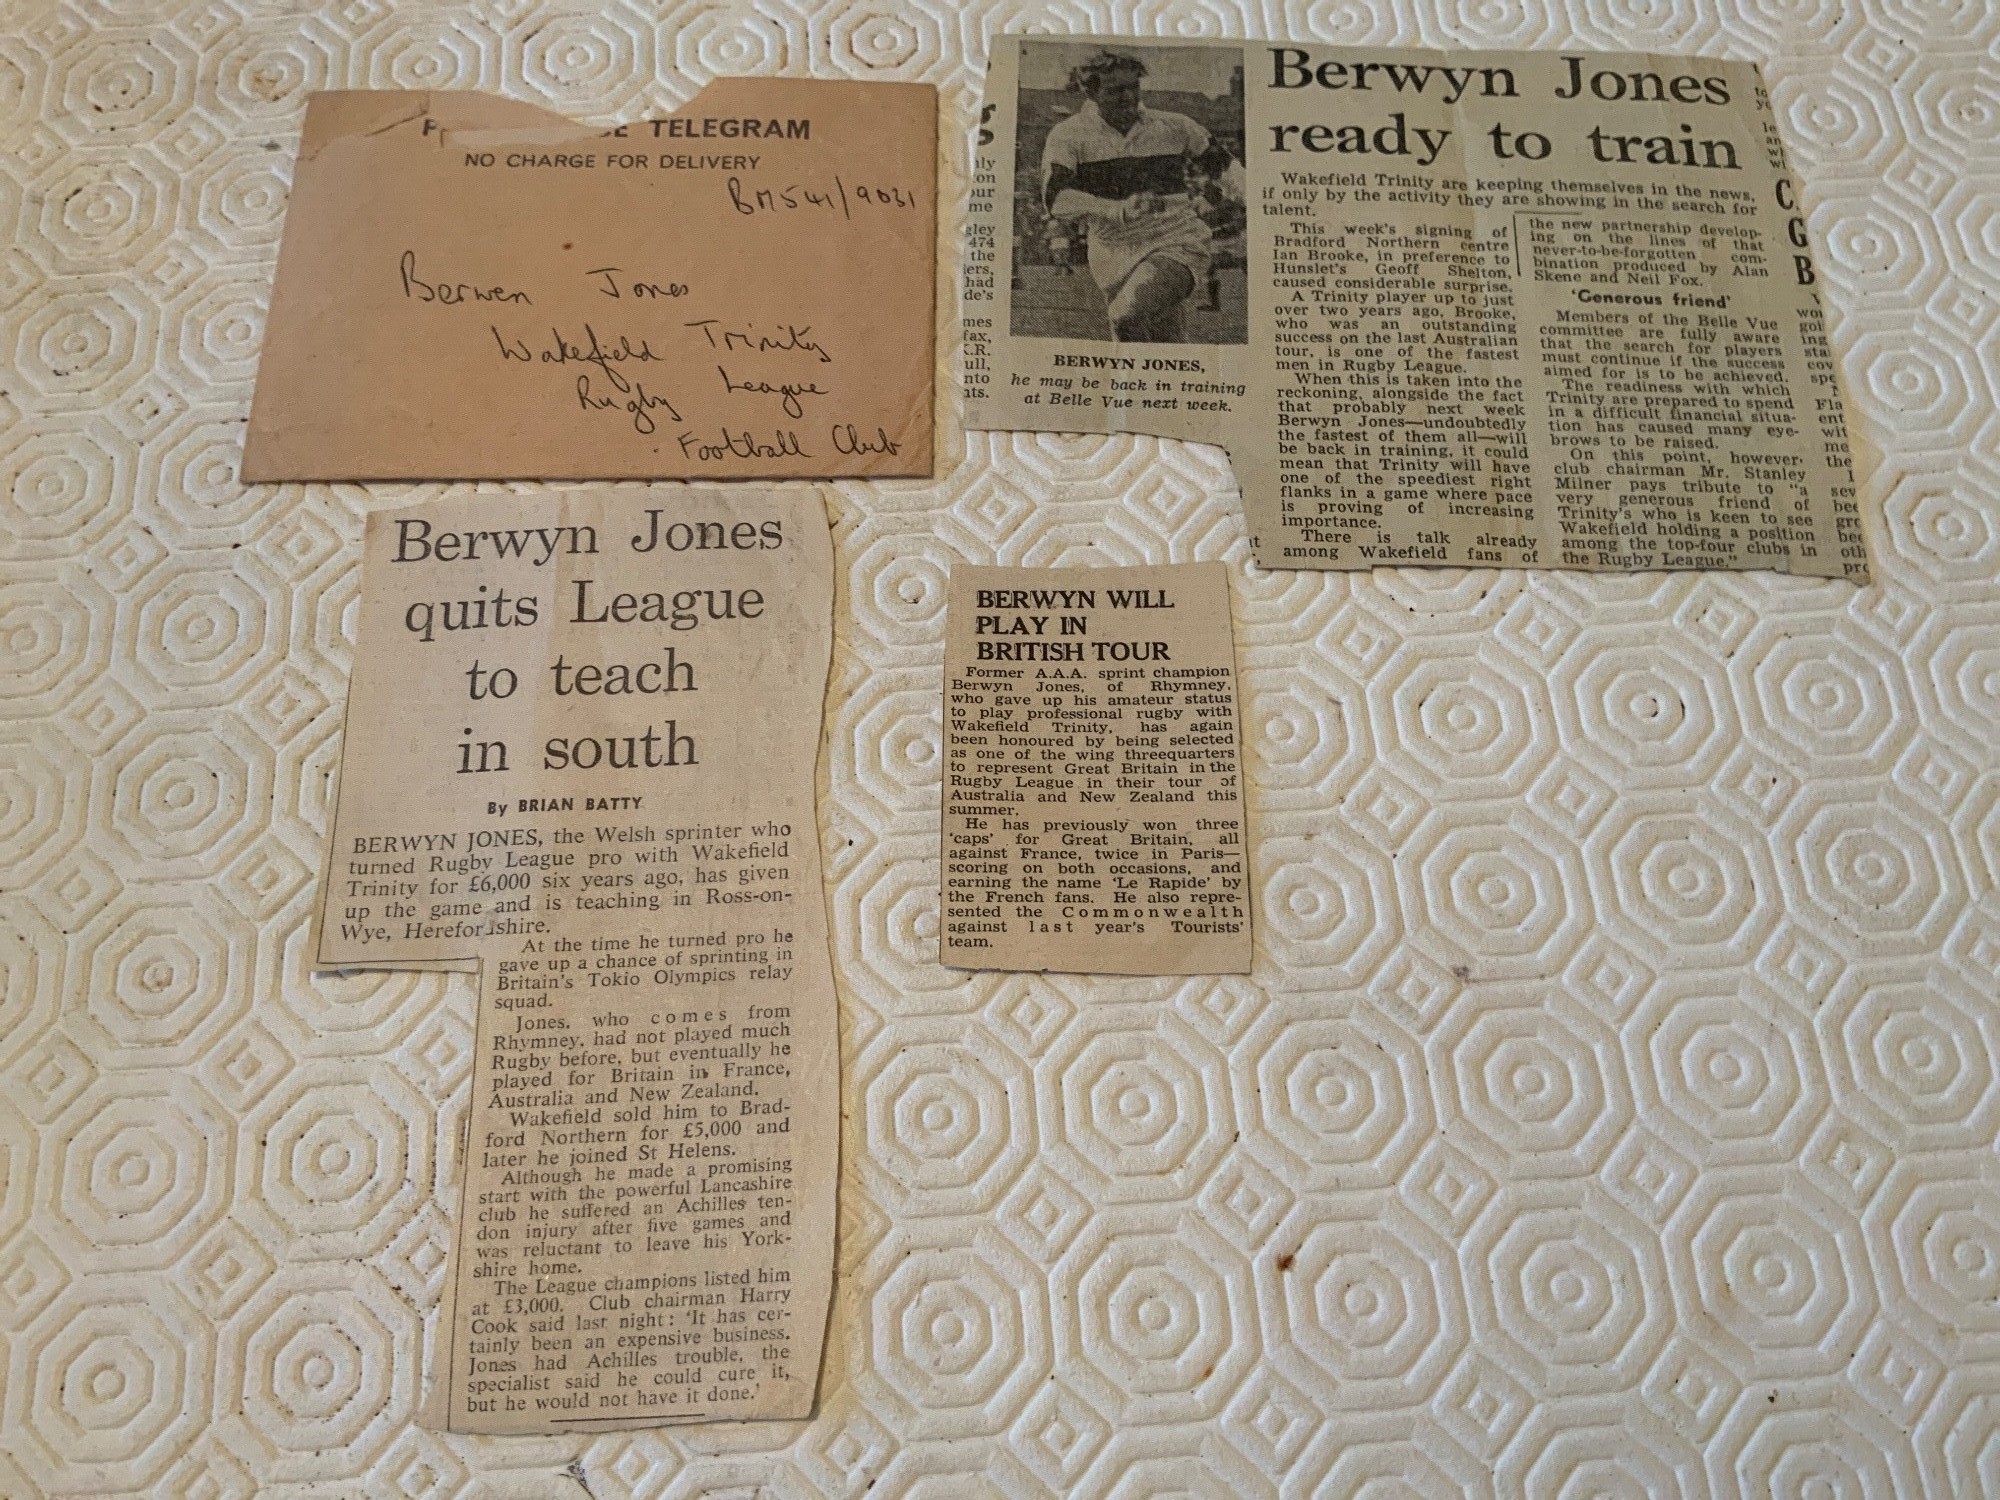 TELEGRAM
NO CHARGE FOR DELIVERY
BM541/9031
Berwen Jones
Wakefield Trinity
Rugby League
Football Club
Berwyn Jones
quits League
to teach
in south
By BRIAN BATTY
BERWYN JONES, the Welsh sprinter who
turned Rugby League pro with Wakefield
Trinity for £6,000 six years ago, has given
up the game and is teaching in Ross-on-
Wye, Herefordshire.
At the time he turned pro he
gave up a chance of sprinting in
Britain's Tokio Olympics relay
squad.
Jones, who comes from
Rhymney, had not played much
Rugby before, but eventually he
played for Britain in France,
Australia and New Zealand.
Wakefield sold him to Brad-
ford Northern for £5,000 and
later he joined St Helens.
Although he made a promising
start with the powerful Lancashire
club he suffered an Achilles ten-
don injury after five games and
was reluctant to leave his York-
shire home.
The League champions listed him
at £3,000. Club chairman Harry
Cook said last night: 'It has cer-
tainly been an expensive business.
Jones had Achilles trouble, the
specialist said he could cure it,
but he would not have it done.'
BERWYN JONES,
he may be back in training
at Belle Vue next week.
Berwyn Jones
ready to train
Wakefield Trinity are keeping themselves in the news,
if only by the activity they are showing in the search for
talent.
This week's signing of
Bradford Northern centre
Ian Brooke, in preference to
Hunslet's Geoff Shelton,
caused considerable surprise.
A Trinity player up to just
over two years ago, Brooke,
who was an outstanding
success on the last Australian
tour, is one of the fastest
men in Rugby League.
When this is taken into the
reckoning, alongside the fact
that probably next week
Berwyn Jones—undoubtedly
the fastest of them all—will
be back in training, it could
mean that Trinity will have
one of the speediest right
flanks in a game where pace
is proving of increasing
importance.
There is talk already
among Wakefield fans of
the new partnership develop-
ing on the lines of that
never-to-be-forgotten com-
bination produced by Alan
Skene and Neil Fox.
'Generous friend'
Members of the Belle Vue
committee are fully aware
that the search for players
must continue if the success
aimed for is to be achieved.
The readiness with which
Trinity are prepared to spend
in a difficult financial situa-
tion has caused many eye-
brows to be raised.
On this point, however,
club chairman Mr. Stanley
Milner pays tribute to "a
very generous friend of
Trinity's who is keen to see
Wakefield holding a position
among the top-four clubs in
the Rugby League."
BERWYN WILL
PLAY IN
BRITISH TOUR
Former A.A.A. sprint champion
Berwyn Jones, of Rhymney,
who gave up his amateur status
to play professional rugby with
Wakefield Trinity, has again
been honoured by being selected
as one of the wing threequarters
to represent Great Britain in the
Rugby League in their tour of
Australia and New Zealand this
summer.
He has previously won three
'caps' for Great Britain, all
against France, twice in Paris—
scoring on both occasions, and
earning the name 'Le Rapide' by
the French fans. He also repre-
sented the Commonwealth
against last year's Tourists'
team.